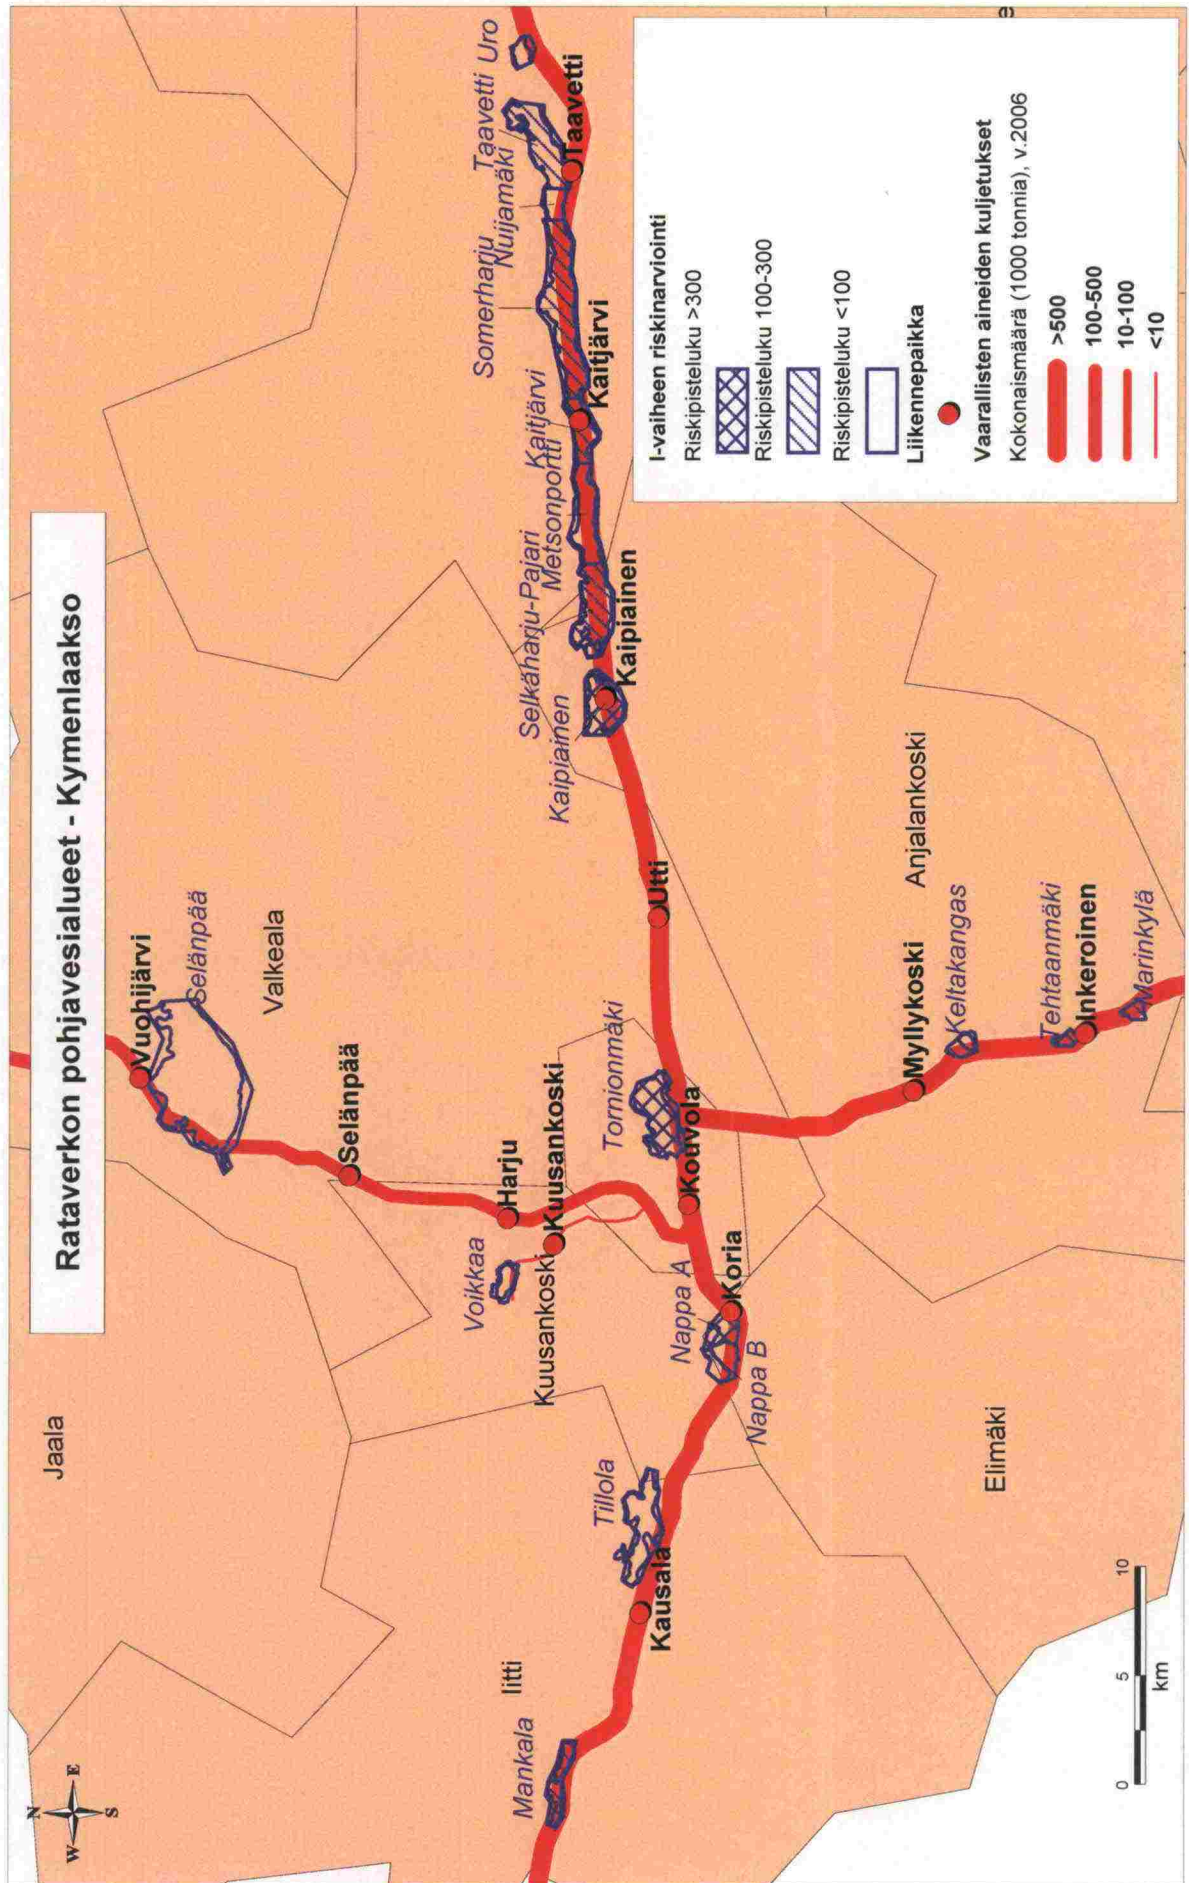 Rataverkon pohjavesialueet - Kymenlaakso
N
W
E
S
Jaala
Vuohijärvi
Selänpää
Valkeala
Selänpää
Harju
Kuusankoski
Voikkaa
Kuusankoski
Tornionmäki
Kouvola
Utti
Koria
Nappa A
Nappa B
Tillola
Kausala
Iitti
Mankala
Elimäki
Kaipiainen
Kaipiainen
Selkäharju-Pajari
Metsonportti
Kaitjärvi
Kaitjärvi
Somerharju
Nuijamäki
Taavetti
Uro
Taavetti
Myllykoski
Anjalankoski
Keltakangas
Tehtaanmäki
Inkeroinen
Marinkylä
0
5
10
km
I-vaiheen riskinarviointi
Riskipisteluku >300
Riskipisteluku 100-300
Riskipisteluku <100
Liikennepaikka
Vaarallisten aineiden kuljetukset
Kokonaismäärä (1000 tonnia), v.2006
>500
100-500
10-100
<10
e